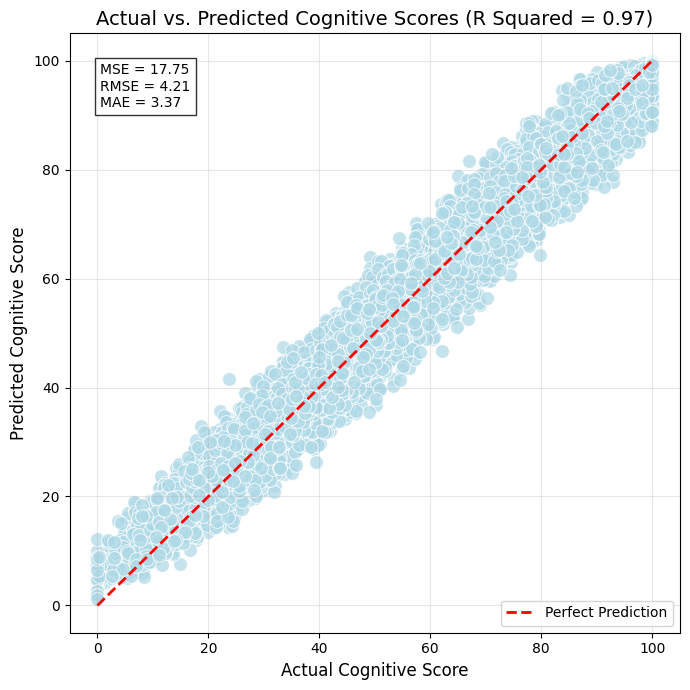 Actual vs. Predicted Cognitive Scores (R Squared = 0.97)
MSE = 17.75
RMSE = 4.21
MAE = 3.37
Predicted Cognitive Score
100
80
60
40
20
0
0 20 40 60 80 100
Actual Cognitive Score
Perfect Prediction